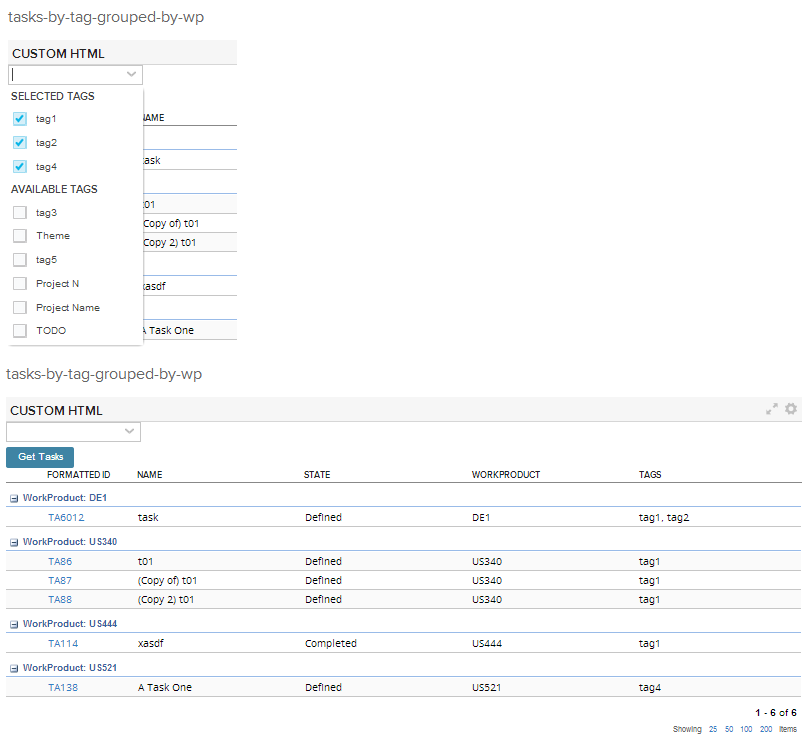 tasks-by-tag-grouped-by-wp
CUSTOM HTML
SELECTED TAGS
tag1
NAME
tag2
task
tag4
AVAILABLE TAGS
t01
tag3
(Copy of) t01
Theme
(Copy 2) t01
tag5
Project N
xasdf
Project Name
TODO
A Task One
tasks-by-tag-grouped-by-wp
CUSTOM HTML
Get Tasks
FORMATTED ID NAME STATE WORKPRODUCT TAGS
WorkProduct: DE1
TA6012 task Defined DE1 tag1, tag2
WorkProduct: US340
TA86 t01 Defined US340 tag1
TA87 (Copy of) t01 Defined US340 tag1
TA88 (Copy 2) t01 Defined US340 tag1
WorkProduct: US444
TA114 xasdf Completed US444 tag1
WorkProduct: US521
TA138 A Task One Defined US521 tag4
1 - 6 of 6
Showing 25 50 100 200 Items